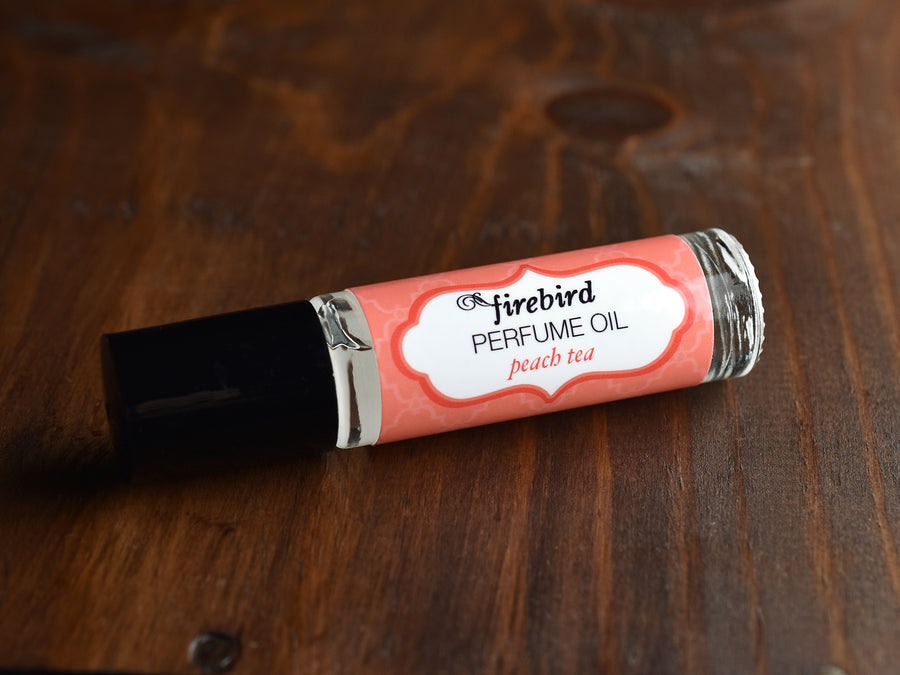 firebird
PERFUME OIL
peach tea